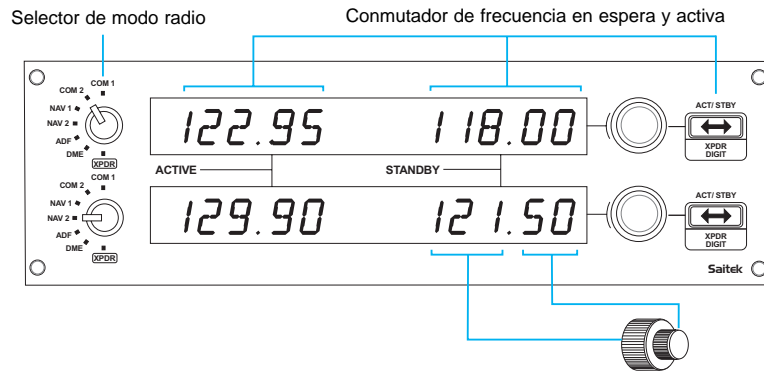 Selector de modo radio
Conmutador de frecuencia en espera y activa
COM 1
COM 2
NAV 1
NAV 2
ADF
DME
XPDR
122.95
118.00
ACT/ STBY
XPDR
DIGIT
ACTIVE
STANDBY
COM 1
COM 2
NAV 1
NAV 2
ADF
DME
XPDR
129.90
121.50
ACT/ STBY
XPDR
DIGIT
Saitek